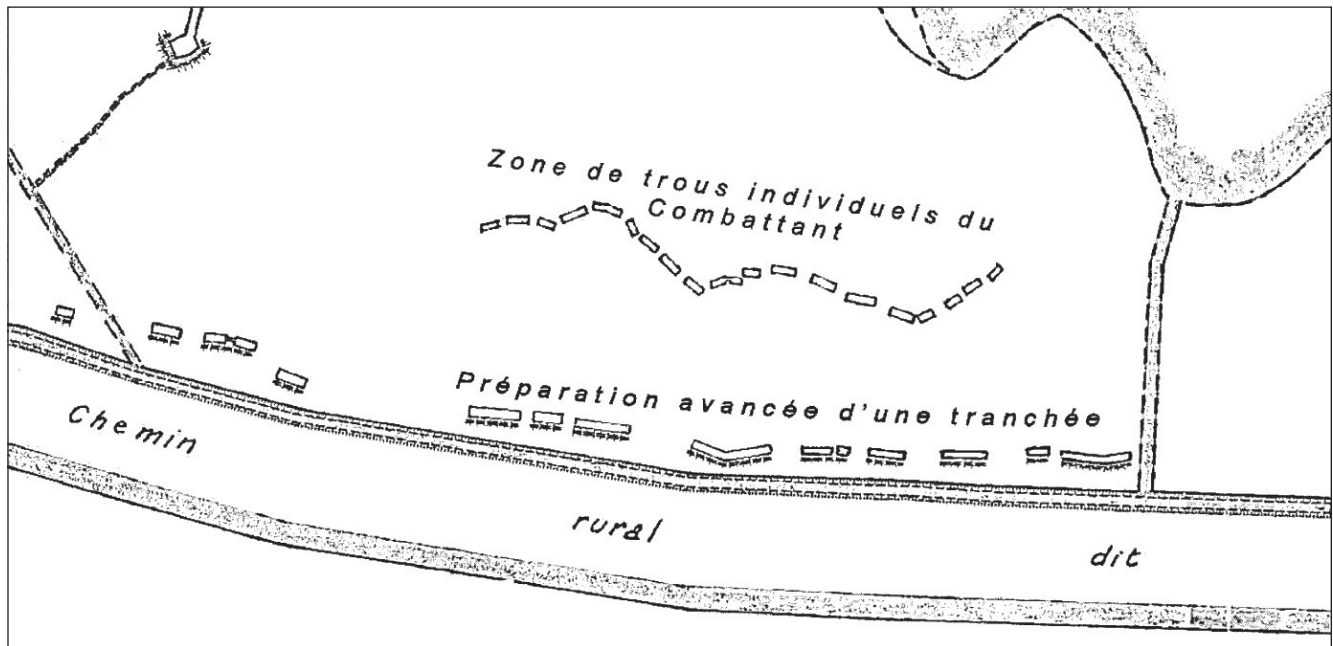 Zone de trous individuels du
Combattant
Préparation avancée d'une tranchée
Chemin
rural
dit